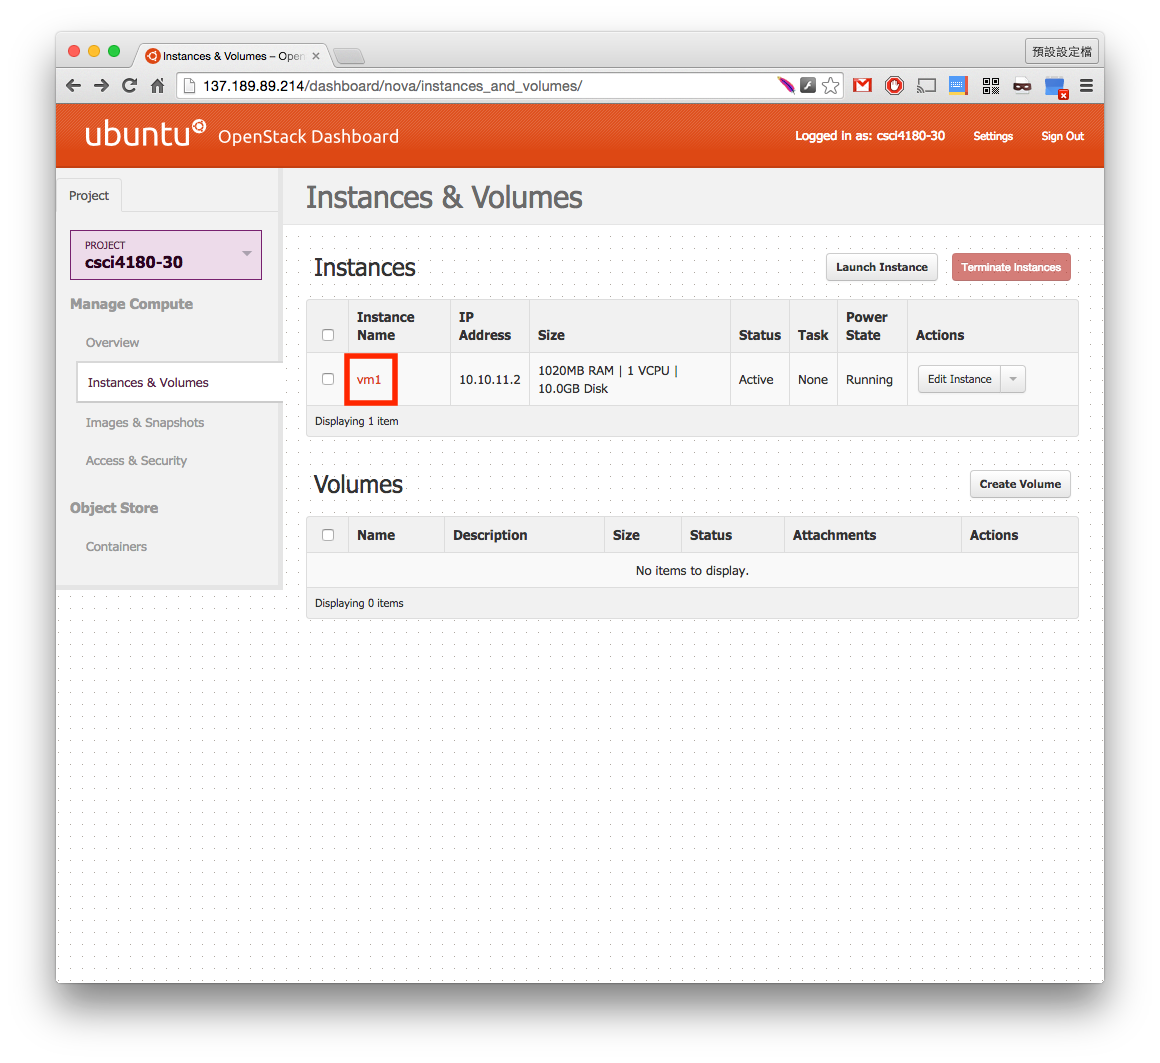 Instances & Volumes – Open
預設設定檔
137.189.89.214/dashboard/nova/instances_and_volumes/
ubuntu OpenStack Dashboard
Logged in as: csci4180-30 Settings Sign Out
Project
PROJECT
csci4180-30
Manage Compute
Overview
Instances & Volumes
Images & Snapshots
Access & Security
Object Store
Containers
Instances & Volumes
Instances
Launch Instance
Terminate Instances
Instance Name IP Address Size Status Task Power State Actions
vm1 10.10.11.2 1020MB RAM | 1 VCPU | 10.0GB Disk Active None Running Edit Instance
Displaying 1 item
Volumes
Create Volume
Name Description Size Status Attachments Actions
No items to display.
Displaying 0 items